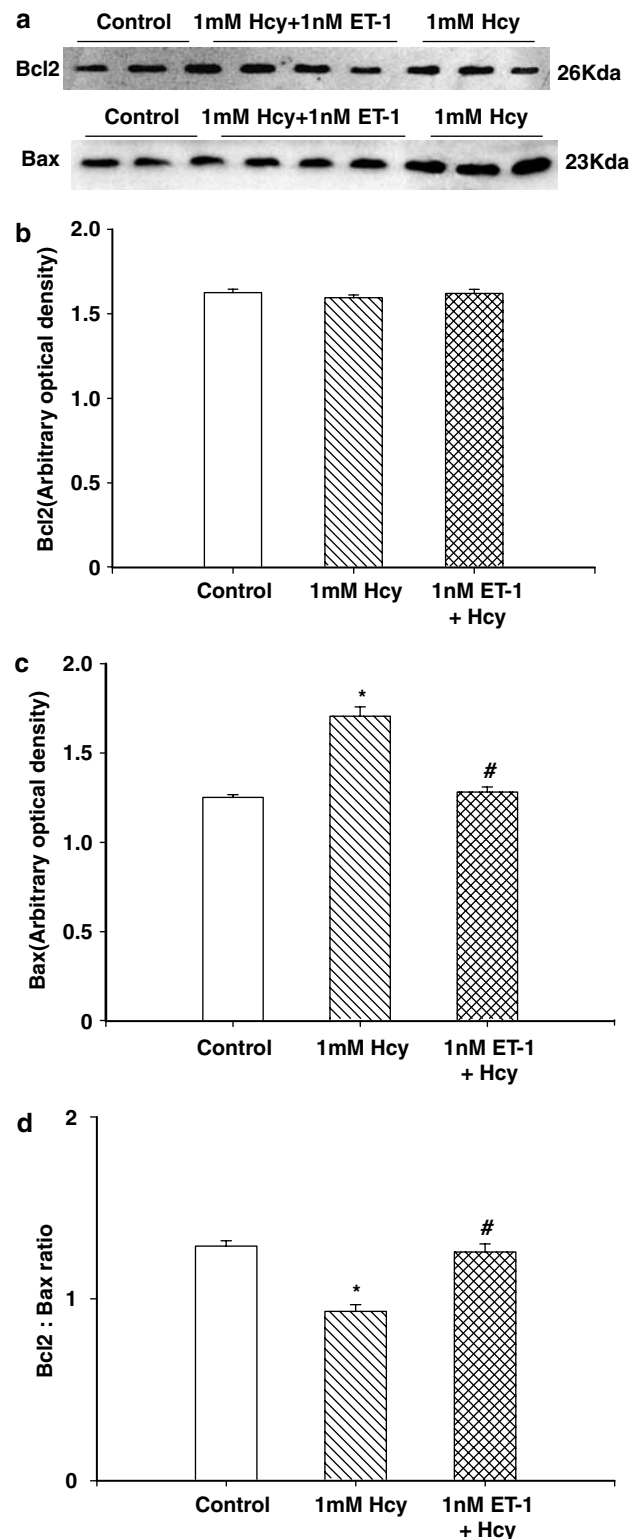 a
Control 1mM Hcy+1nM ET-1 1mM Hcy
Bcl2 26Kda
Control 1mM Hcy+1nM ET-1 1mM Hcy
Bax 23Kda
b
Bcl2(Arbitrary optical density)
2.0
1.5
1.0
0.5
0
Control 1mM Hcy 1nM ET-1
+ Hcy
c
Bax(Arbitrary optical density)
2.0
1.5
1.0
0.5
0
*
#
Control 1mM Hcy 1nM ET-1
+ Hcy
d
Bcl2 : Bax ratio
2
1
0
*
#
Control 1mM Hcy 1nM ET-1
+ Hcy